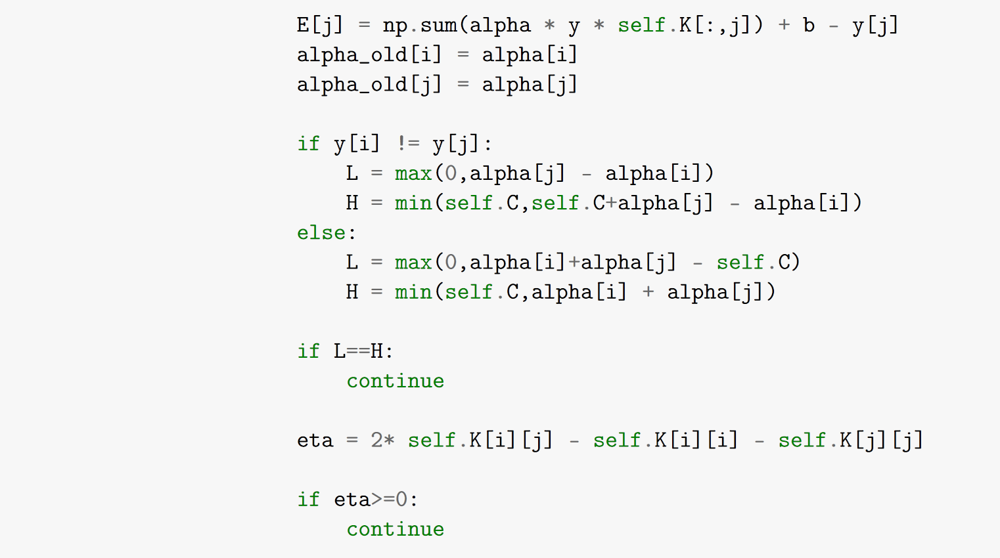 E[j] = np.sum(alpha * y * self.K[:,j]) + b - y[j]
alpha_old[i] = alpha[i]
alpha_old[j] = alpha[j]
if y[i] != y[j]:
L = max(0,alpha[j] - alpha[i])
H = min(self.C,self.C+alpha[j] - alpha[i])
else:
L = max(0,alpha[i]+alpha[j] - self.C)
H = min(self.C,alpha[i] + alpha[j])
if L==H:
continue
eta = 2* self.K[i][j] - self.K[i][i] - self.K[j][j]
if eta>=0:
continue